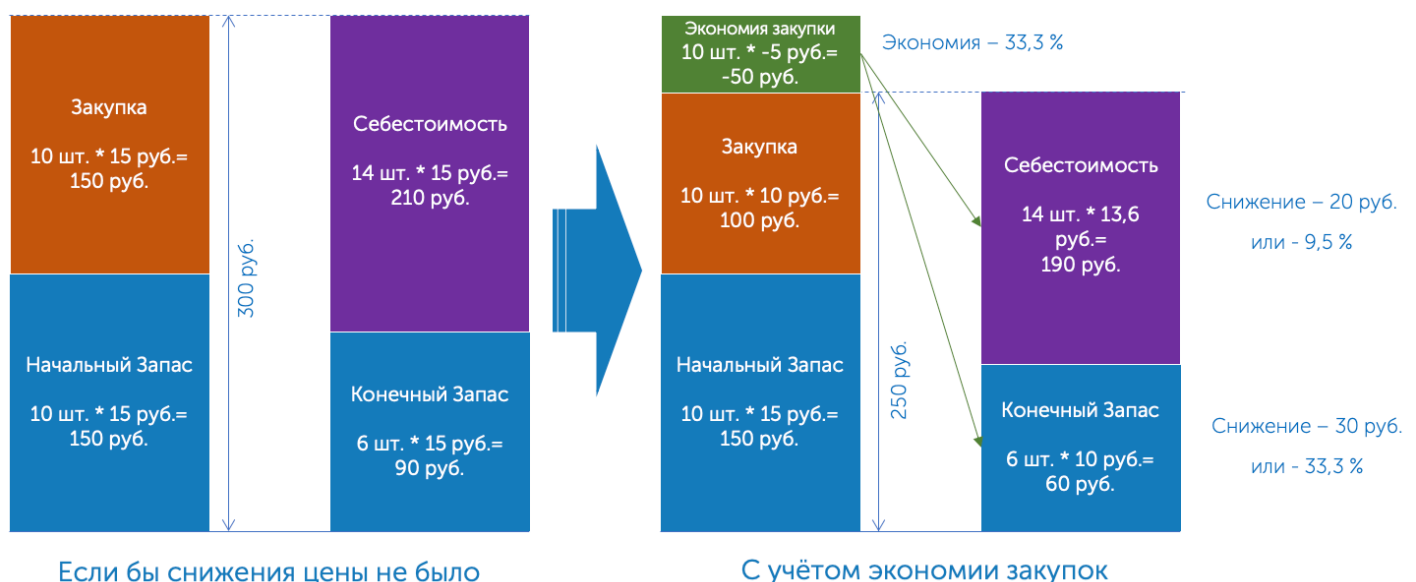 Закупка
10 шт. * 15 руб.=
150 руб.
Начальный Запас
10 шт. * 15 руб.=
150 руб.
300 руб.
Себестоимость
14 шт. * 15 руб.=
210 руб.
Конечный Запас
6 шт. * 15 руб.=
90 руб.
Если бы снижения цены не было
Экономия закупки
10 шт. * -5 руб.=
-50 руб.
Экономия – 33,3 %
Закупка
10 шт. * 10 руб.=
100 руб.
Начальный Запас
10 шт. * 15 руб.=
150 руб.
250 руб.
Себестоимость
14 шт. * 13,6
руб.=
190 руб.
Снижение – 20 руб.
или - 9,5 %
Конечный Запас
6 шт. * 10 руб.=
60 руб.
Снижение – 30 руб.
или - 33,3 %
С учётом экономии закупок